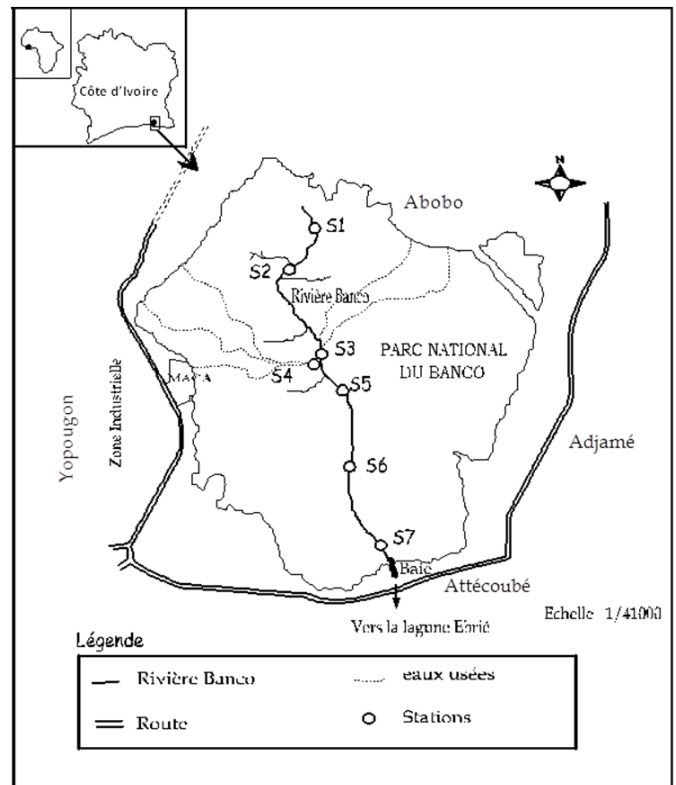 Côte d'Ivoire
N
Abobo
S1
S2
Rivière Banco
S3
PARC NATIONAL
DU BANCO
S4
MACA
S5
Zone Industrielle
Yopougon
Adjamé
S6
S7
Baie
Attécoubé
Echelle 1/41000
Vers la lagune Ebrié
Légende
Rivière Banco
eaux usées
Route
Stations